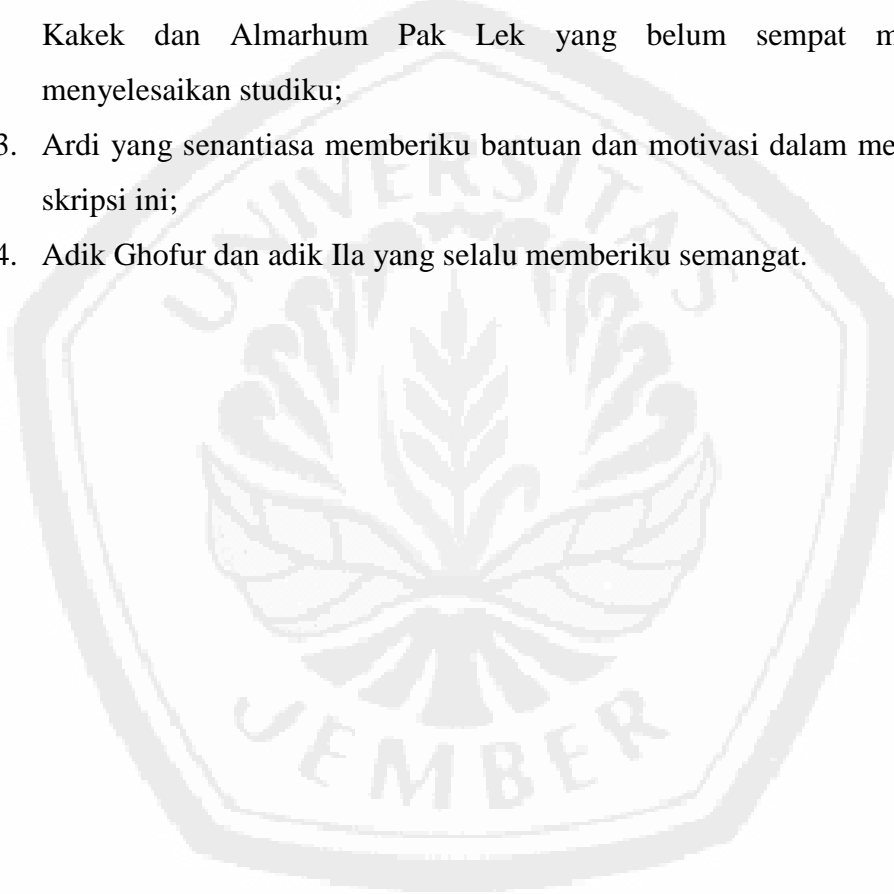 Kakek dan Almarhum Pak Lek yang belum sempat m
menyelesaikan studiku;
3. Ardi yang senantiasa memberiku bantuan dan motivasi dalam me
skripsi ini;
4. Adik Ghofur dan adik Ila yang selalu memberiku semangat.
UNIVERSITAS
JEMBER